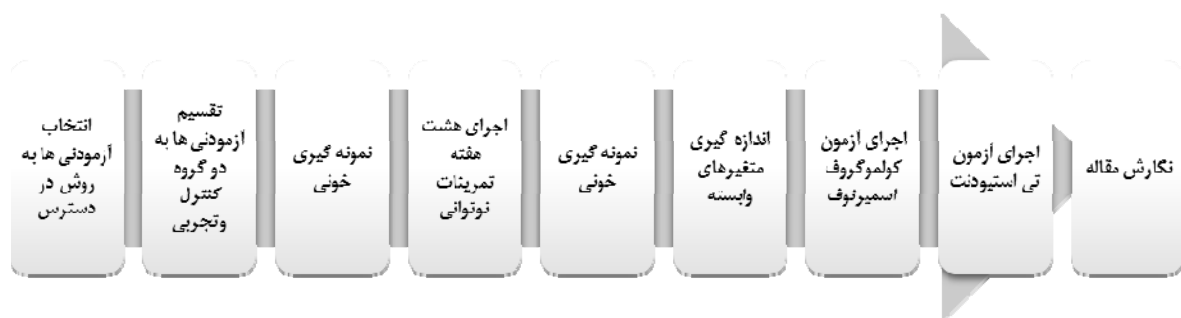 انتخاب
آزمودنی ها به
روش در
دسترس
تقسیم
ازمودنی ها به
دو گروه
کنترل
وتجربی
نمونه گیری
خونی
اجرای هشت
هفته
تمرینات
نوتوانی
نمونه گیری
خونی
اندازه گیری
متغیرهای
وابسته
اجرای آزمون
کولموگروف
اسمیرنوف
اجرای آزمون
تی استیودنت
نگارش مقاله